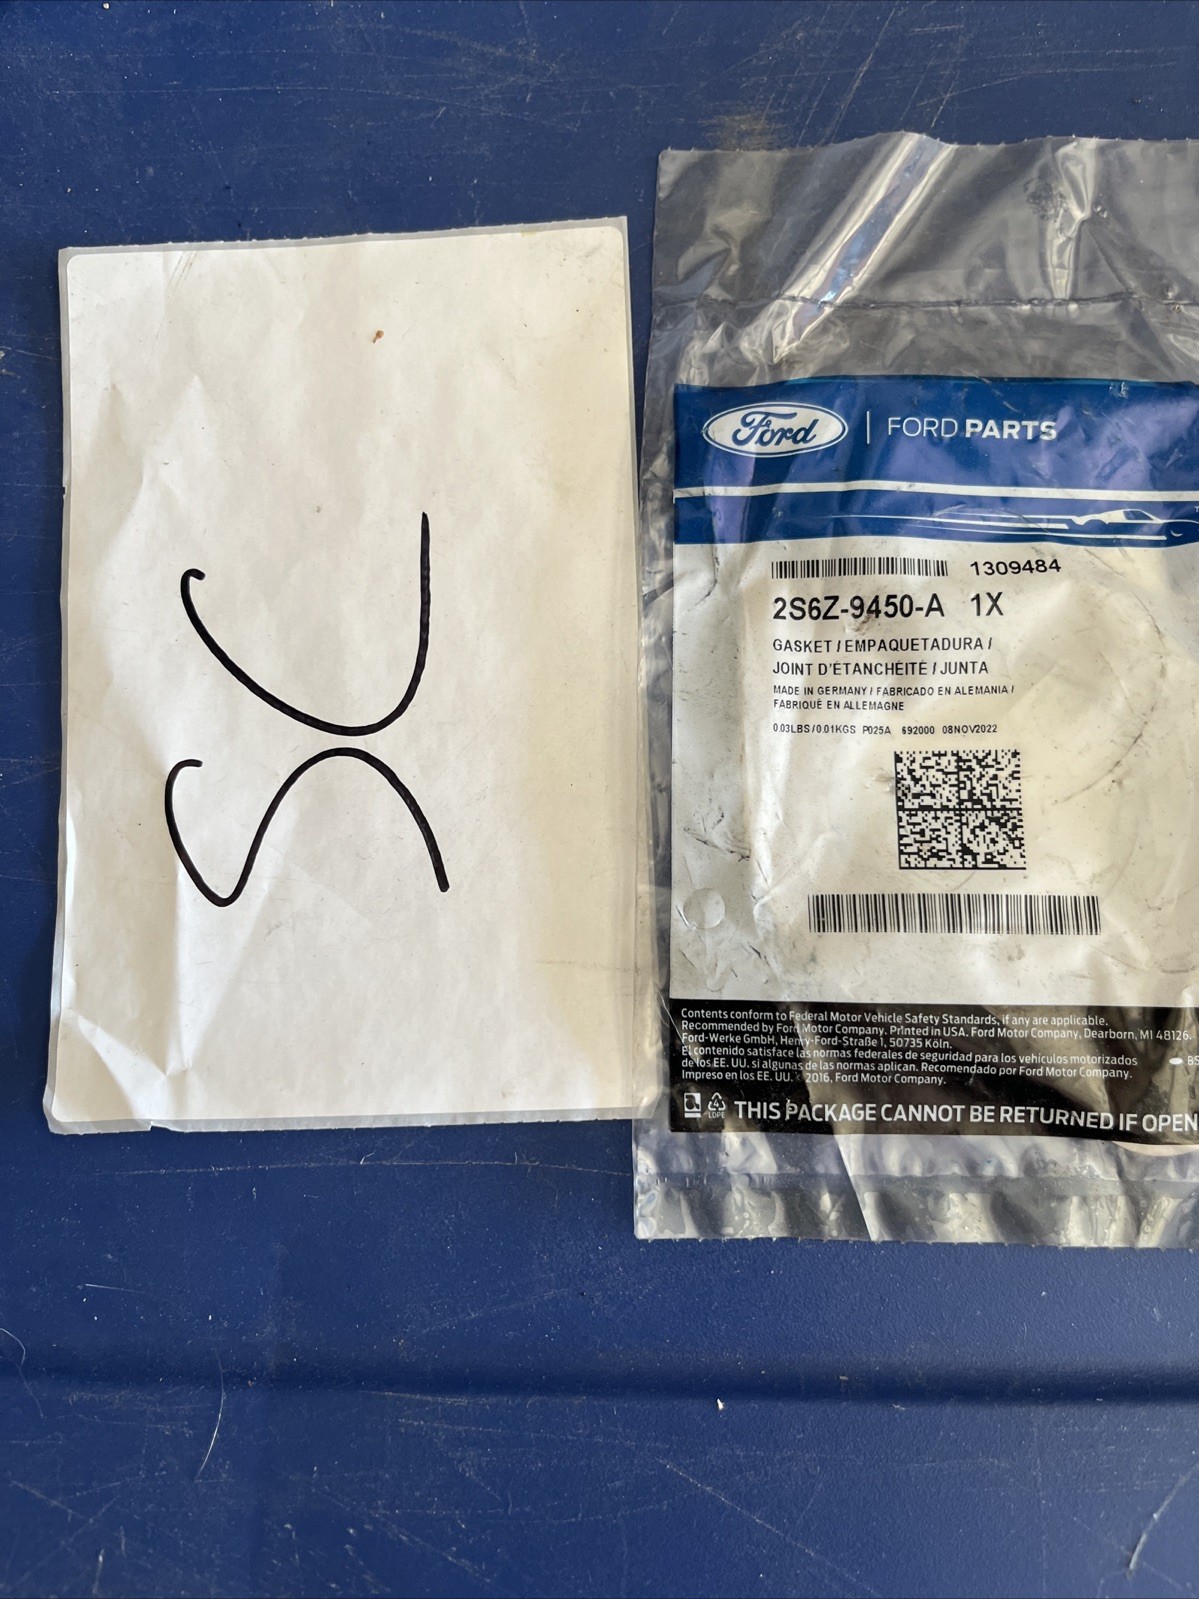 SC
Ford | FORD PARTS
1309484
2S6Z-9450-A 1X
GASKET / EMPAQUETADURA /
JOINT D'ÉTANCHÉITÉ / JUNTA
MADE IN GERMANY / FABRICADO EN ALEMANIA /
FABRIQUÉ EN ALLEMAGNE
0.03LBS/0.01KGS P025A 692000 08NOV2022
Contents conform to Federal Motor Vehicle Safety Standards, if any are applicable.
Recommended by Ford Motor Company. Printed in USA. Ford Motor Company, Dearborn, MI 48126.
Ford-Werke GmbH, Henry-Ford-Straße 1, 50735 Köln.
El contenido satisface las normas federales de seguridad para los vehículos motorizados
de los EE. UU. si algunas de las normas aplican. Recomendado por Ford Motor Company.
Impreso en los EE. UU. 2016, Ford Motor Company.
BS
4
LDPE
THIS PACKAGE CANNOT BE RETURNED IF OPEN